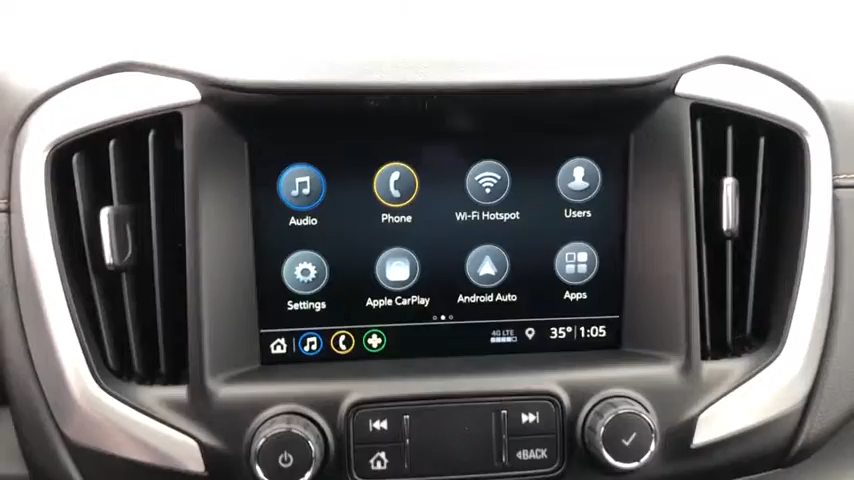 Audio Phone Wi-Fi Hotspot Users
Settings Apple CarPlay Android Auto Apps
4G LTE 35° 1:05
BACK